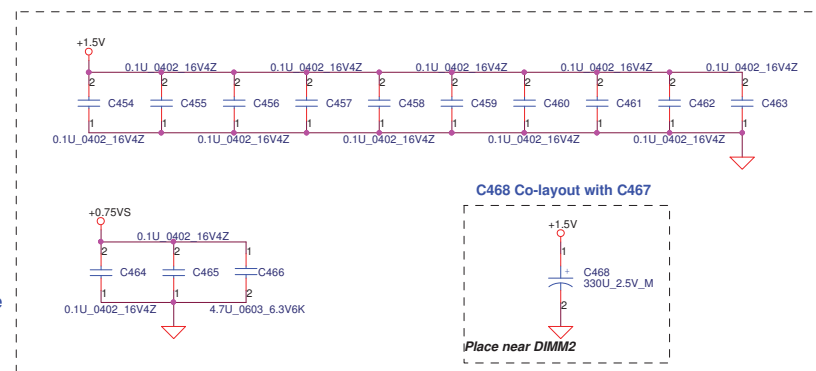 +1.5V
0.1U_0402_16V4Z 0.1U_0402_16V4Z 0.1U_0402_16V4Z 0.1U_0402_16V4Z 0.1U_0402_16V4Z
2 2 2 2 2 2 2 2 2 2
C454 C455 C456 C457 C458 C459 C460 C461 C462 C463
1 1 1 1 1 1 1 1 1 1
0.1U_0402_16V4Z 0.1U_0402_16V4Z 0.1U_0402_16V4Z 0.1U_0402_16V4Z 0.1U_0402_16V4Z
C468 Co-layout with C467
+0.75VS
0.1U_0402_16V4Z
2 2 1
C464 C465 C466
1 1 2
0.1U_0402_16V4Z 4.7U_0603_6.3V6K
+1.5V
1
+ C468
330U_2.5V_M
2
Place near DIMM2
e